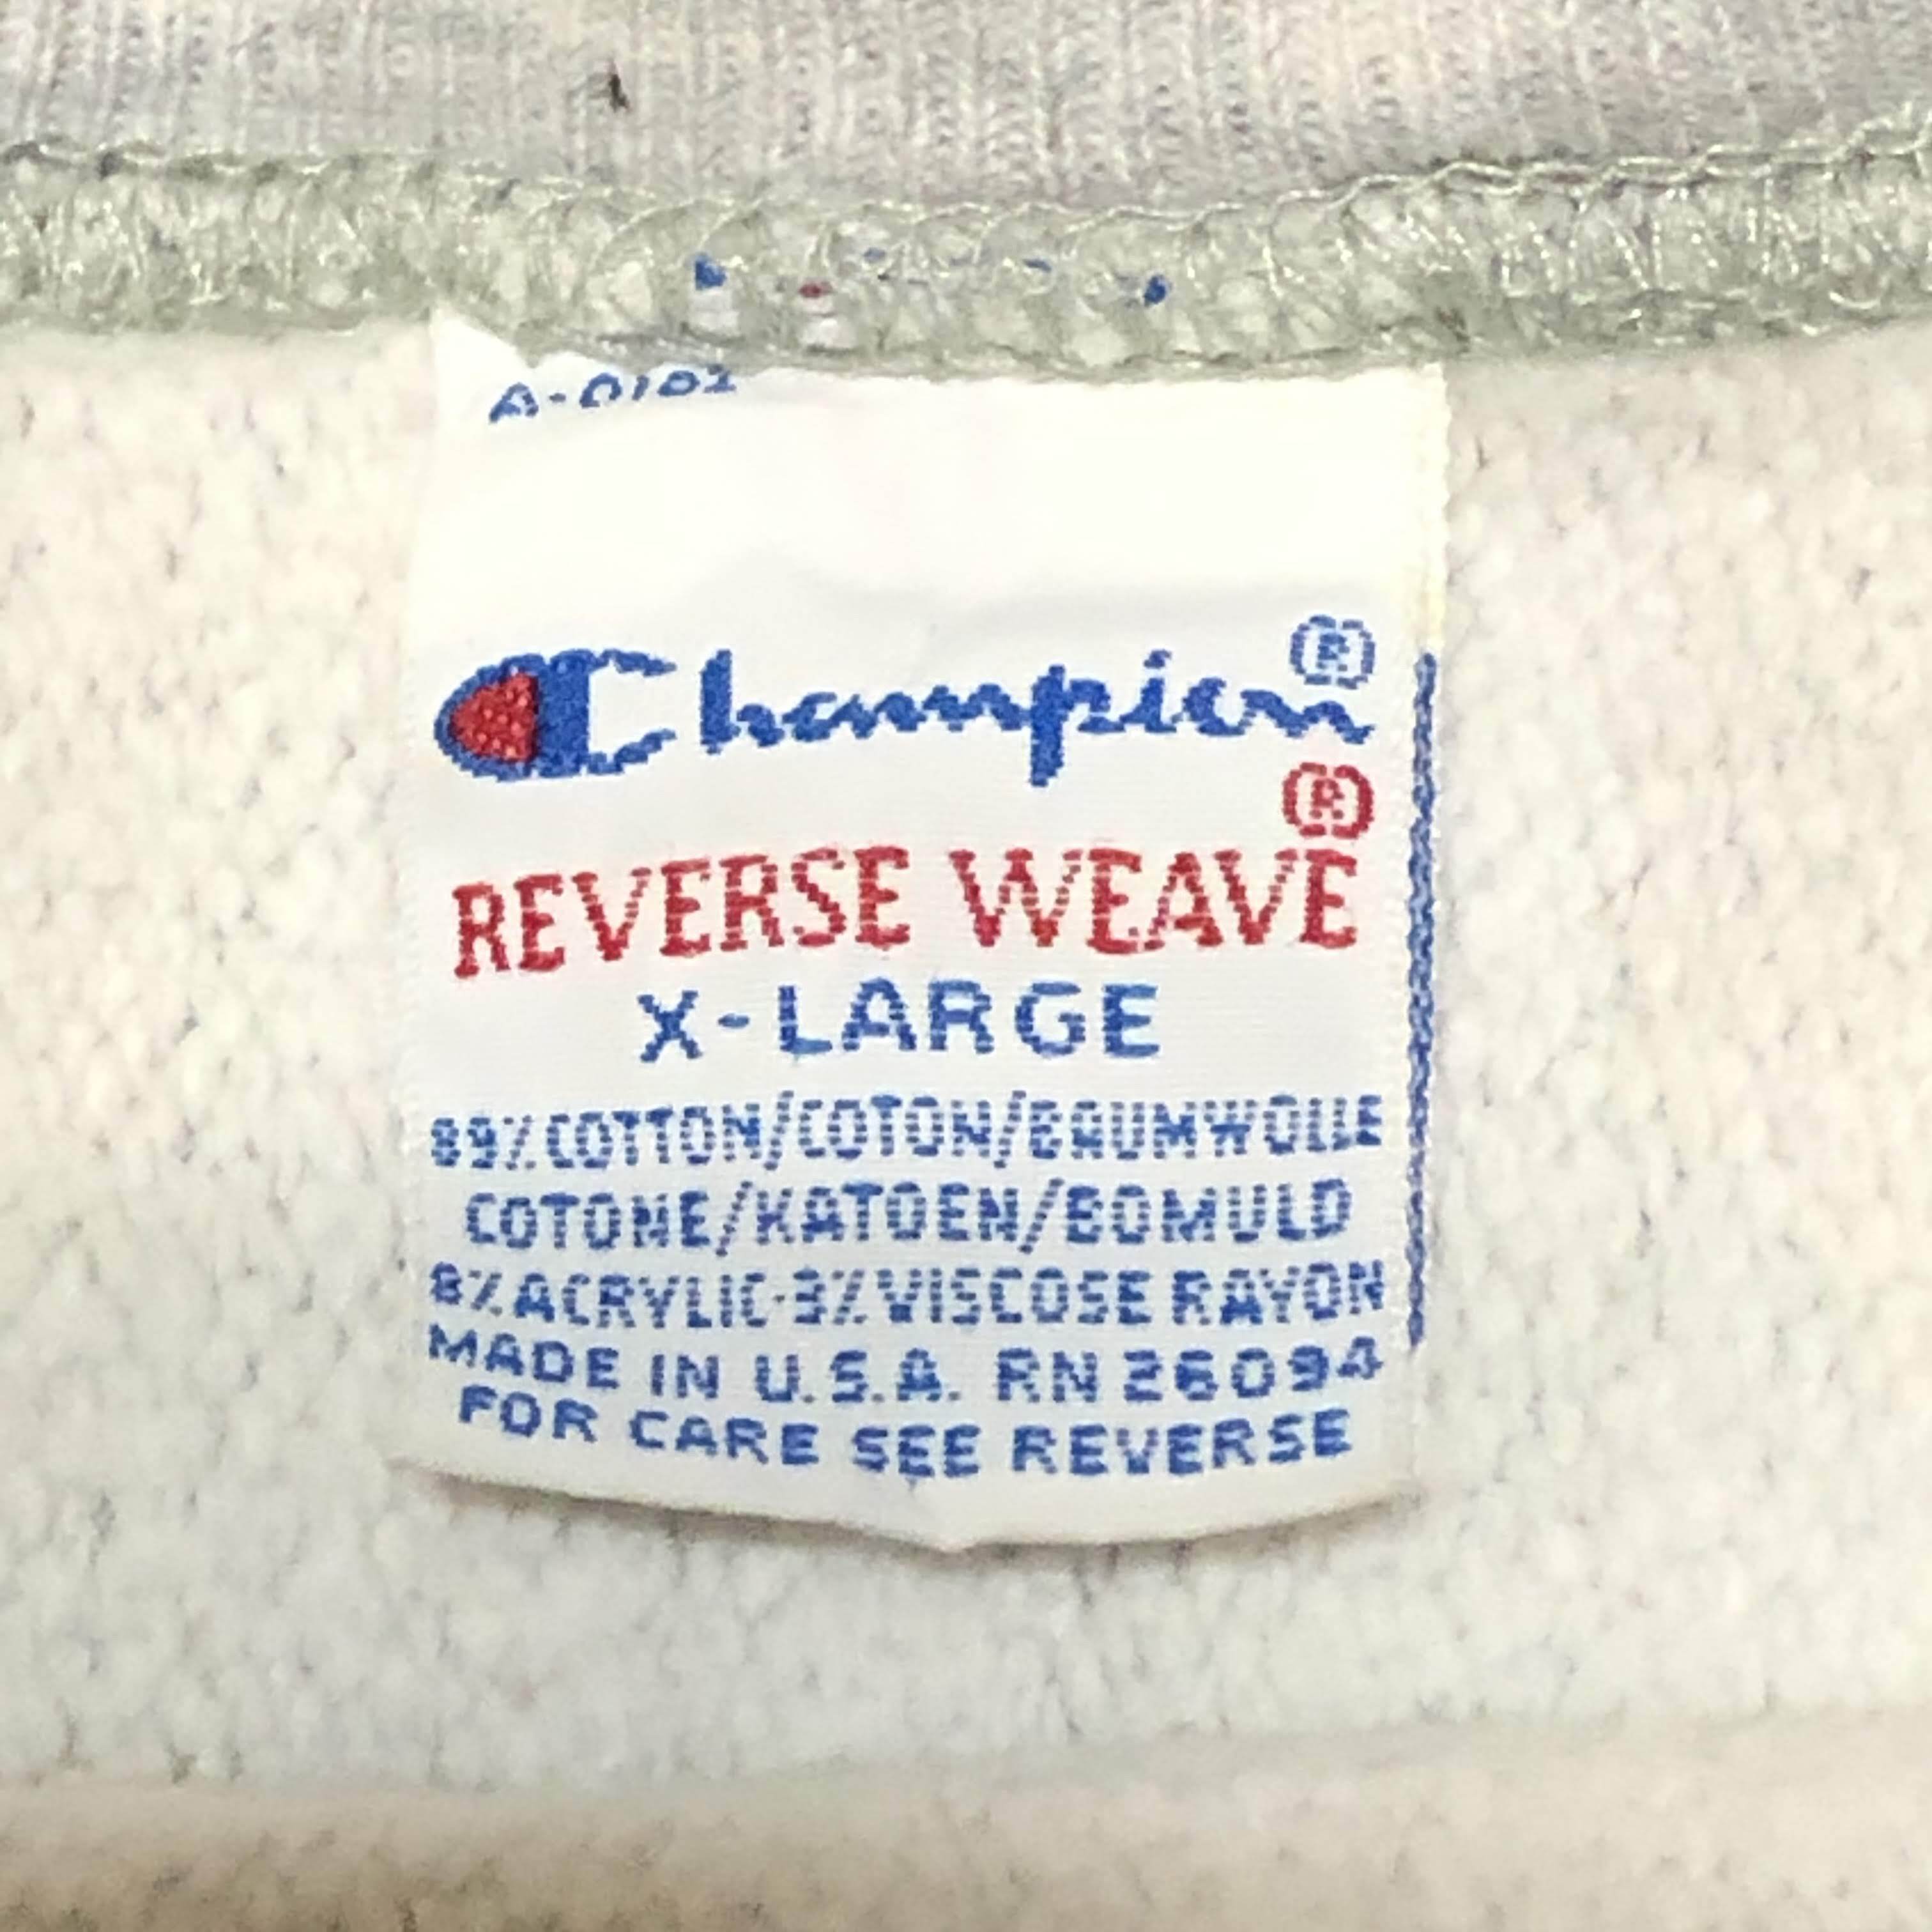 A-0102
Champion®
®
REVERSE WEAVE
X-LARGE
89% COTTON/COTON/BAUMWOLLE
COTONE/KATOEN/BOMULD
8% ACRYLIC-3% VISCOSE RAYON
MADE IN U.S.A. RN 26094
FOR CARE SEE REVERSE